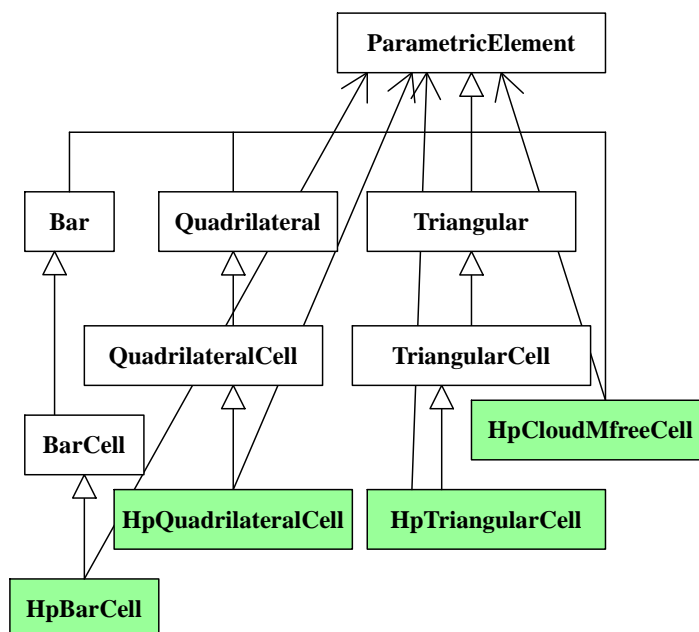 ParametricElement
Bar
Quadrilateral
Triangular
QuadrilateralCell
TriangularCell
HpCloudMfreeCell
BarCell
HpQuadrilateralCell
HpTriangularCell
HpBarCell